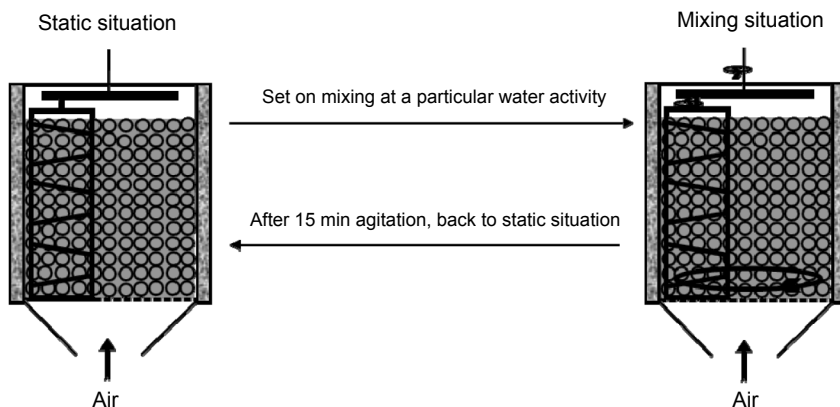 Static situation
Mixing situation
Set on mixing at a particular water activity
After 15 min agitation, back to static situation
Air
Air